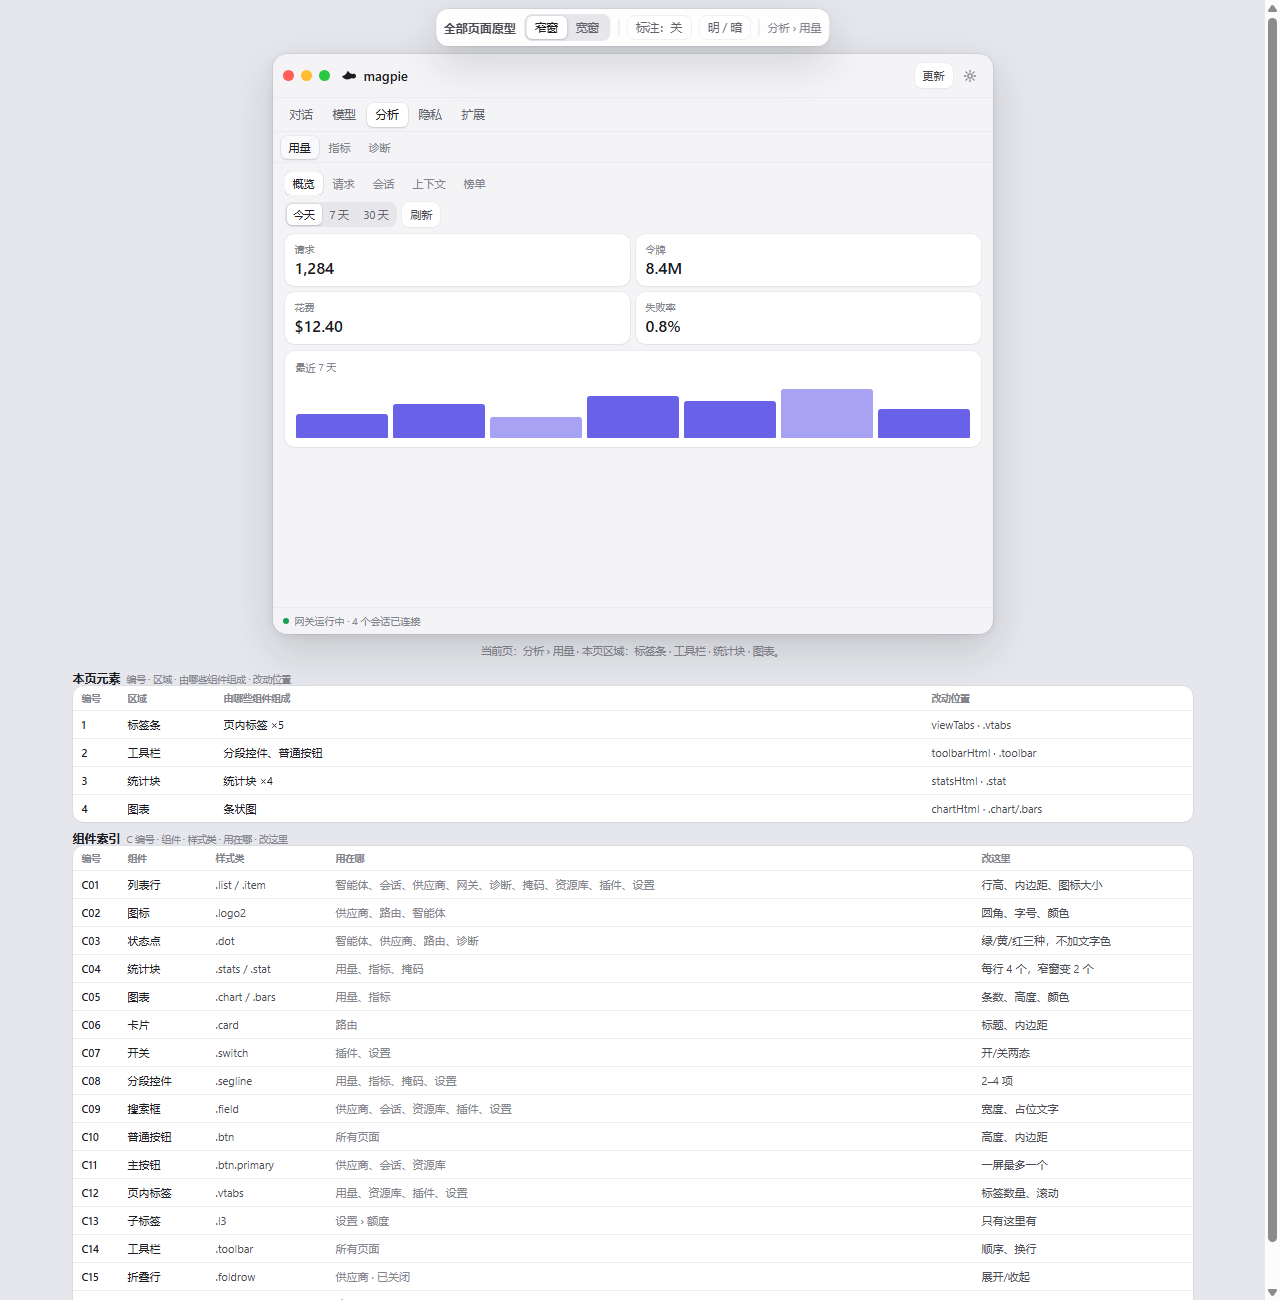 全部页面原型 窄窗 宽窗 标注：关 明 / 暗 分析 › 用量
magpie 更新
对话 模型 分析 隐私 扩展
用量 指标 诊断
概览 请求 会话 上下文 榜单
今天 7 天 30 天 刷新
请求 令牌
1,284 8.4M
花费 失败率
$12.40 0.8%
最近 7 天
网关运行中 · 4 个会话已连接
当前页：分析 › 用量 · 本页区域：标签条 · 工具栏 · 统计块 · 图表。
本页元素 编号 · 区域 · 由哪些组件组成 · 改动位置
编号 区域 由哪些组件组成 改动位置
1 标签条 页内标签 ×5 viewTabs · .vtabs
2 工具栏 分段控件、普通按钮 toolbarHtml · .toolbar
3 统计块 统计块 ×4 statsHtml · .stat
4 图表 条状图 chartHtml · .chart/.bars
组件索引 C 编号 · 组件 · 样式类 · 用在哪 · 改这里
编号 组件 样式类 用在哪 改这里
C01 列表行 .list / .item 智能体、会话、供应商、网关、诊断、掩码、资源库、插件、设置 行高、内边距、图标大小
C02 图标 .logo2 供应商、路由、智能体 圆角、字号、颜色
C03 状态点 .dot 智能体、供应商、路由、诊断 绿/黄/红三种，不加文字色
C04 统计块 .stats / .stat 用量、指标、掩码 每行 4 个，窄窗变 2 个
C05 图表 .chart / .bars 用量、指标 条数、高度、颜色
C06 卡片 .card 路由 标题、内边距
C07 开关 .switch 插件、设置 开/关两态
C08 分段控件 .segline 用量、指标、掩码、设置 2–4 项
C09 搜索框 .field 供应商、会话、资源库、插件、设置 宽度、占位文字
C10 普通按钮 .btn 所有页面 高度、内边距
C11 主按钮 .btn.primary 供应商、会话、资源库 一屏最多一个
C12 页内标签 .vtabs 用量、资源库、插件、设置 标签数量、滚动
C13 子标签 .l3 设置 › 额度 只有这里有
C14 工具栏 .toolbar 所有页面 顺序、换行
C15 折叠行 .foldrow 供应商 · 已关闭 展开/收起